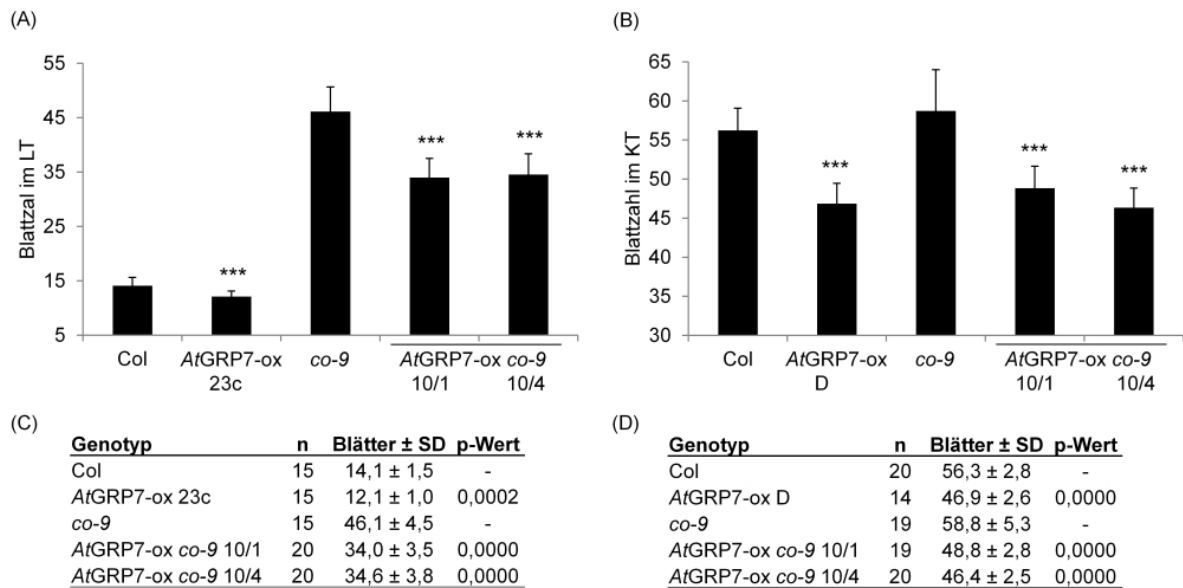 (A)
Blattzal im LT
55
45
35
25
15
5
***
***
***
Col
AtGRP7-ox
23c
co-9
AtGRP7-ox co-9
10/1
10/4
(B)
Blattzahl im KT
65
60
55
50
45
40
35
30
***
***
***
Col
AtGRP7-ox
D
co-9
AtGRP7-ox co-9
10/1
10/4
(C)
Genotyp n Blätter ± SD p-Wert
Col 15 14,1 ± 1,5 -
AtGRP7-ox 23c 15 12,1 ± 1,0 0,0002
co-9 15 46,1 ± 4,5 -
AtGRP7-ox co-9 10/1 20 34,0 ± 3,5 0,0000
AtGRP7-ox co-9 10/4 20 34,6 ± 3,8 0,0000
(D)
Genotyp n Blätter ± SD p-Wert
Col 20 56,3 ± 2,8 -
AtGRP7-ox D 14 46,9 ± 2,6 0,0000
co-9 19 58,8 ± 5,3 -
AtGRP7-ox co-9 10/1 19 48,8 ± 2,8 0,0000
AtGRP7-ox co-9 10/4 20 46,4 ± 2,5 0,0000